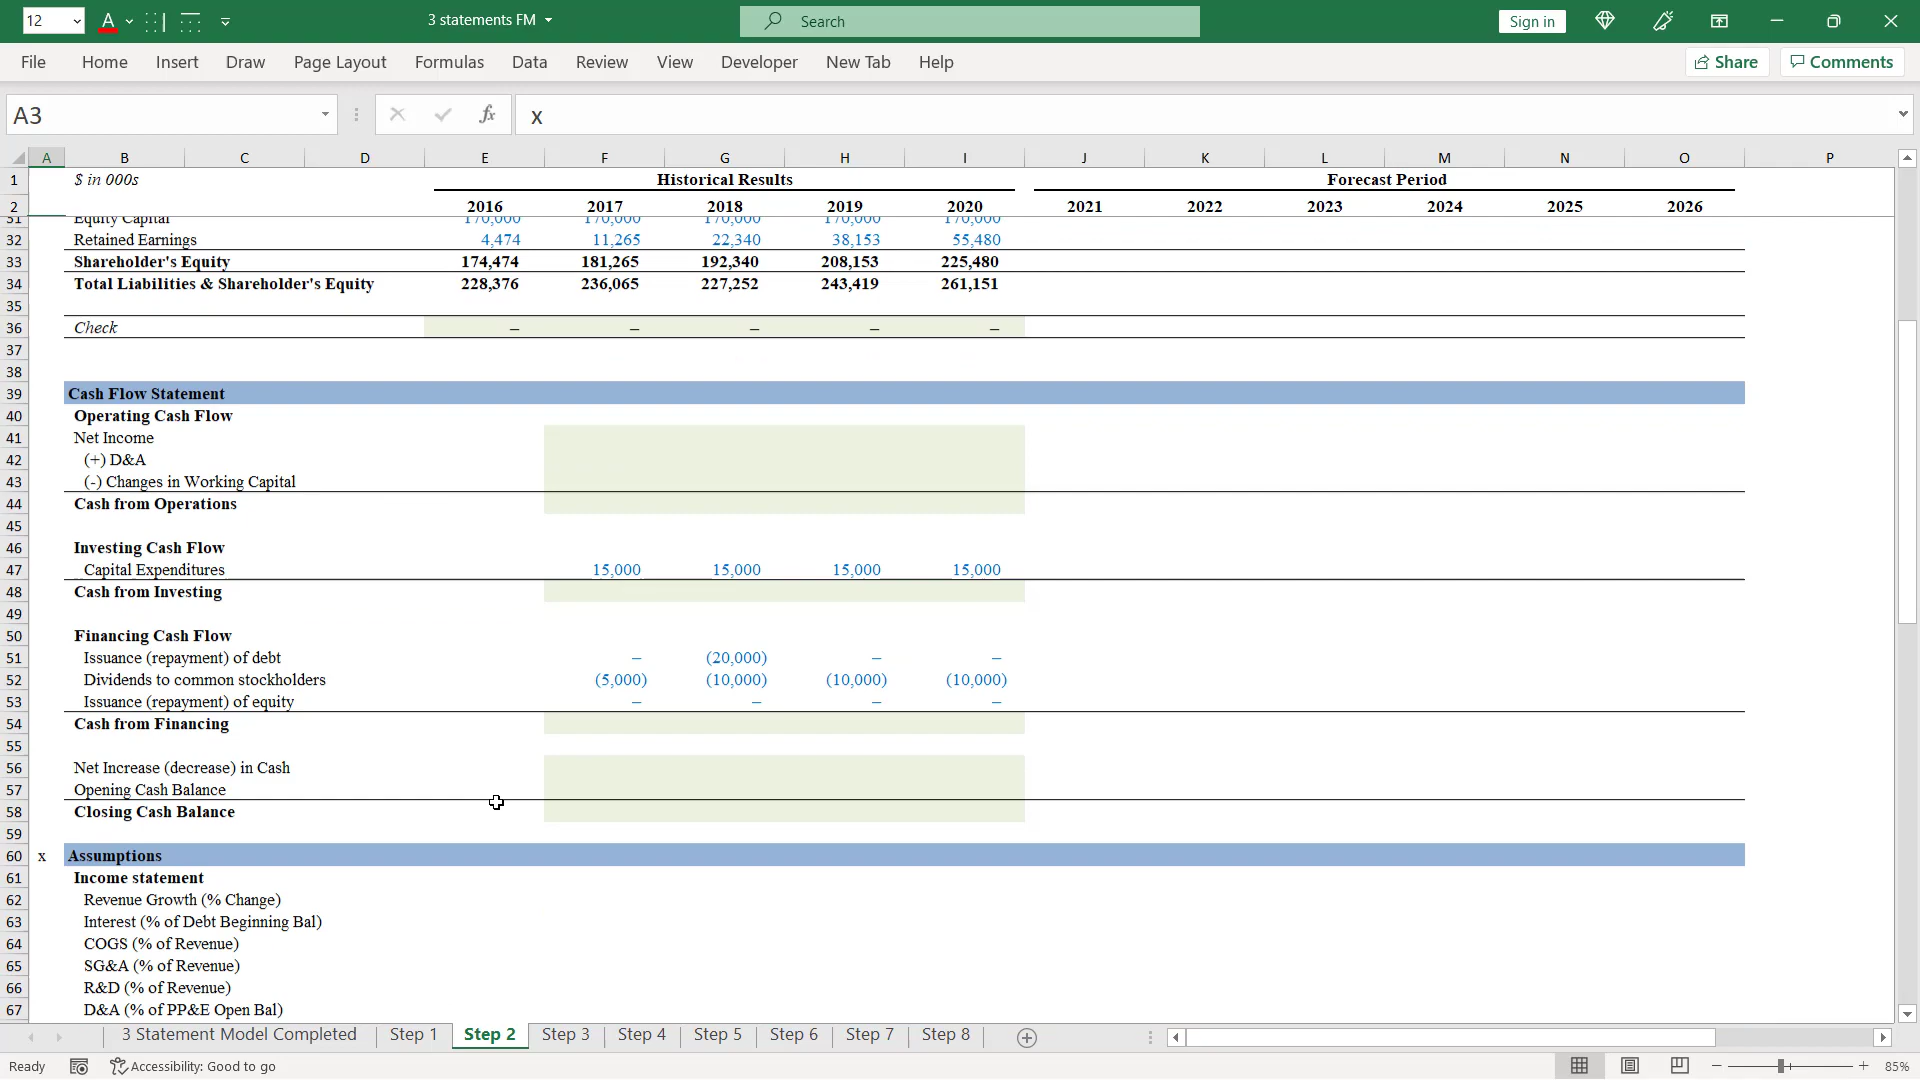 12 A 3 statements FM Search Sign in
File Home Insert Draw Page Layout Formulas Data Review View Developer New Tab Help Share Comments
A3 fx x
A B C D E F G H I J K L M N O P
1 $ in 000s Historical Results Forecast Period
2 2016 2017 2018 2019 2020 2021 2022 2023 2024 2025 2026
31 Equity Capital 170,000 170,000 170,000 170,000 170,000
32 Retained Earnings 4,474 11,265 22,340 38,153 55,480
33 Shareholder's Equity 174,474 181,265 192,340 208,153 225,480
34 Total Liabilities & Shareholder's Equity 228,376 236,065 227,252 243,419 261,151
35
36 Check – – – – –
37
38
39 Cash Flow Statement
40 Operating Cash Flow
41 Net Income
42 (+) D&A
43 (-) Changes in Working Capital
44 Cash from Operations
45
46 Investing Cash Flow
47 Capital Expenditures 15,000 15,000 15,000 15,000
48 Cash from Investing
49
50 Financing Cash Flow
51 Issuance (repayment) of debt – (20,000) – –
52 Dividends to common stockholders (5,000) (10,000) (10,000) (10,000)
53 Issuance (repayment) of equity – – – –
54 Cash from Financing
55
56 Net Increase (decrease) in Cash
57 Opening Cash Balance
58 Closing Cash Balance
59
60 x Assumptions
61 Income statement
62 Revenue Growth (% Change)
63 Interest (% of Debt Beginning Bal)
64 COGS (% of Revenue)
65 SG&A (% of Revenue)
66 R&D (% of Revenue)
67 D&A (% of PP&E Open Bal)
3 Statement Model Completed Step 1 Step 2 Step 3 Step 4 Step 5 Step 6 Step 7 Step 8
Ready Accessibility: Good to go 85%